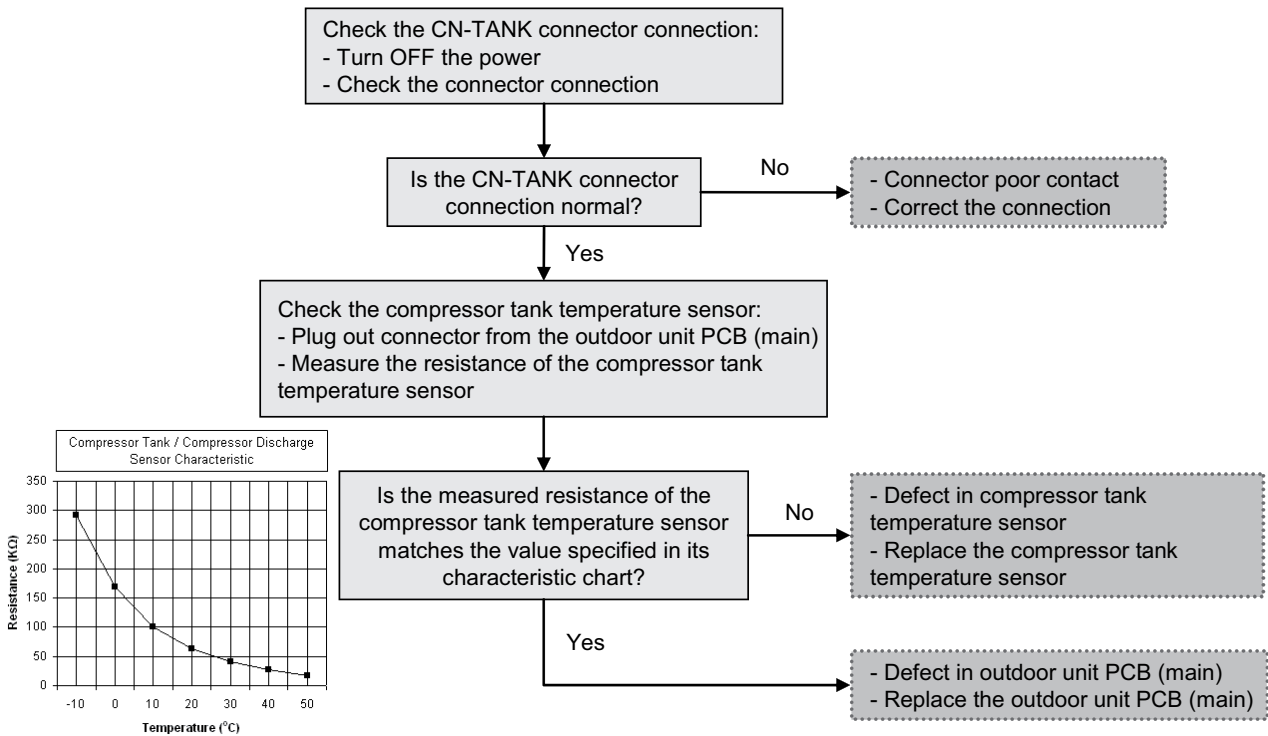 Check the CN-TANK connector connection:
- Turn OFF the power
- Check the connector connection
Is the CN-TANK connector
connection normal?
No
- Connector poor contact
- Correct the connection
Yes
Check the compressor tank temperature sensor:
- Plug out connector from the outdoor unit PCB (main)
- Measure the resistance of the compressor tank
temperature sensor
Compressor Tank / Compressor Discharge
Sensor Characteristic
Resistance (KΩ)
350
300
250
200
150
100
50
0
-10 0 10 20 30 40 50
Temperature (°C)
Is the measured resistance of the
compressor tank temperature sensor
matches the value specified in its
characteristic chart?
No
- Defect in compressor tank
temperature sensor
- Replace the compressor tank
temperature sensor
Yes
- Defect in outdoor unit PCB (main)
- Replace the outdoor unit PCB (main)